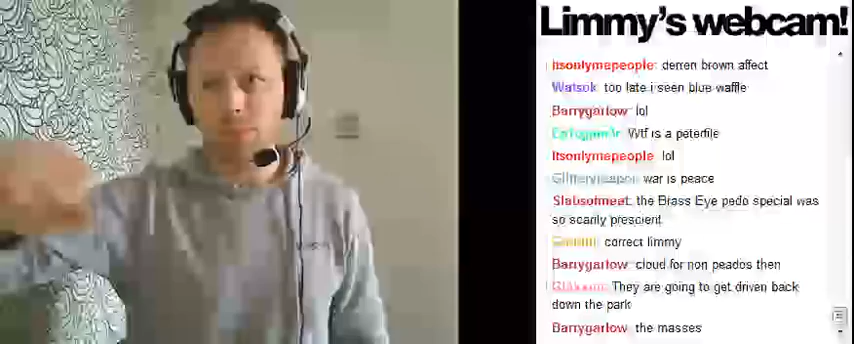 Limmy's webcam!
Itsonlymepeople: derren brown affect
Watsok: too late i seen blue waffle
Barrygarlow: lol
Wtf is a peterfile
Itsonlymepeople: lol
war is peace
Slabsofmeat: the Brass Eye pedo special was
so scarily prescient
correct limmy
Barrygarlow: cloud for non peados then
They are going to get driven back
down the park
Barrygarlow: the masses